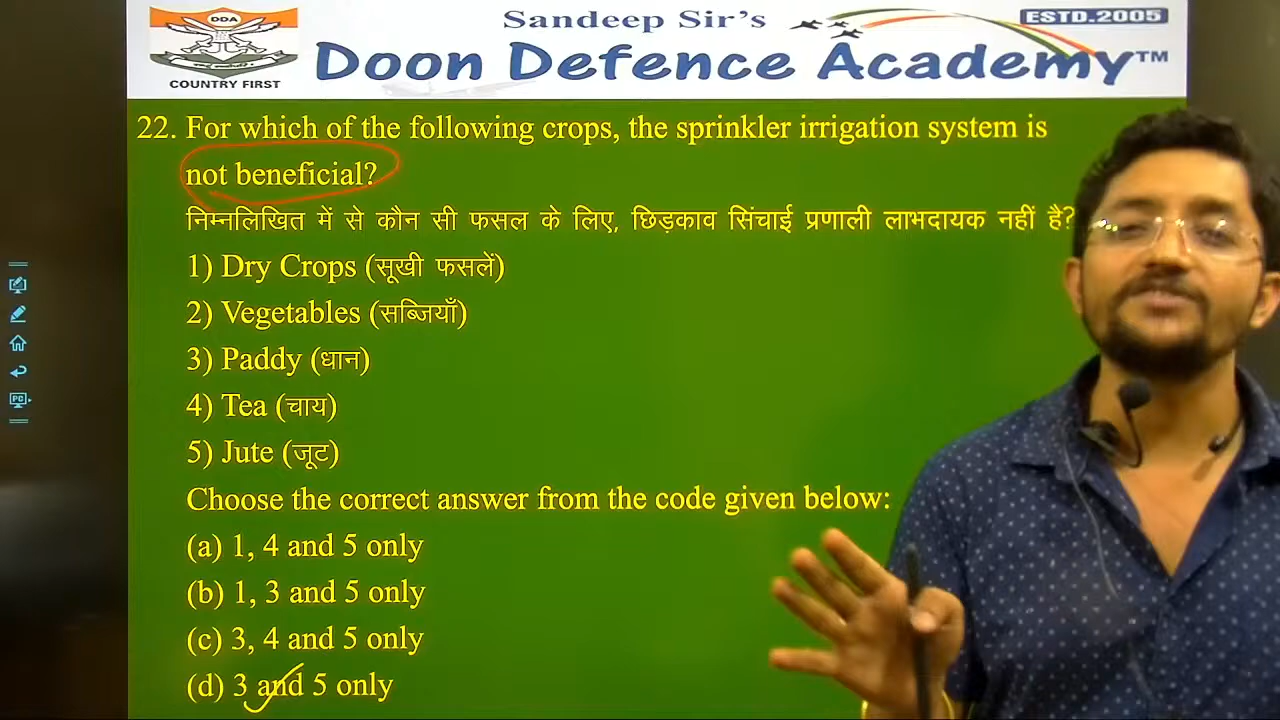 DDA
COUNTRY FIRST
Sandeep Sir's
ESTD.2005
Doon Defence Academy™
22. For which of the following crops, the sprinkler irrigation system is
not beneficial?
निम्नलिखित में से कौन सी फसल के लिए, छिड़काव सिंचाई प्रणाली लाभदायक नहीं है?
1) Dry Crops (सूखी फसलें)
2) Vegetables (सब्जियाँ)
3) Paddy (धान)
4) Tea (चाय)
5) Jute (जूट)
Choose the correct answer from the code given below:
(a) 1, 4 and 5 only
(b) 1, 3 and 5 only
(c) 3, 4 and 5 only
(d) 3 and 5 only
PC